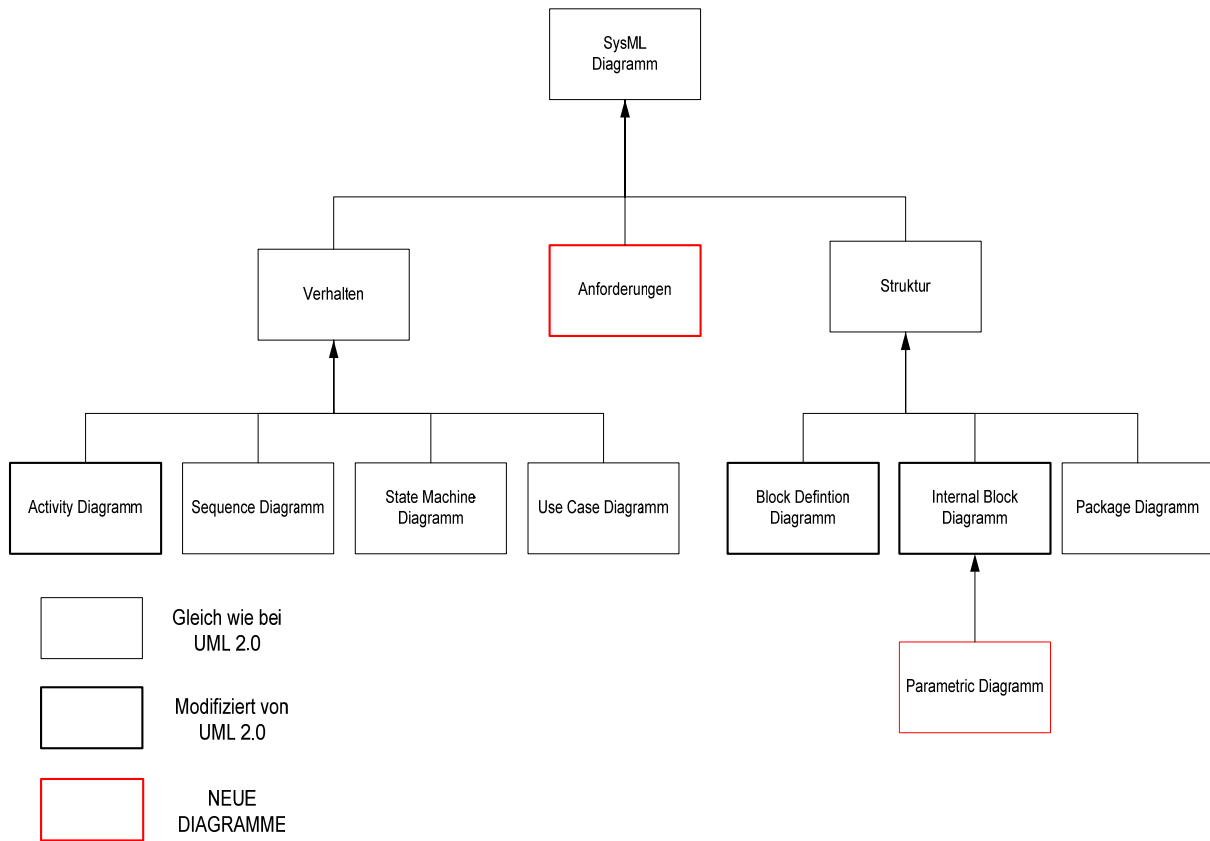 SysML
Diagramm
Verhalten
Anforderungen
Struktur
Activity Diagramm
Sequence Diagramm
State Machine
Diagramm
Use Case Diagramm
Block Defintion
Diagramm
Internal Block
Diagramm
Package Diagramm
Parametric Diagramm
Gleich wie bei
UML 2.0
Modifiziert von
UML 2.0
NEUE
DIAGRAMME